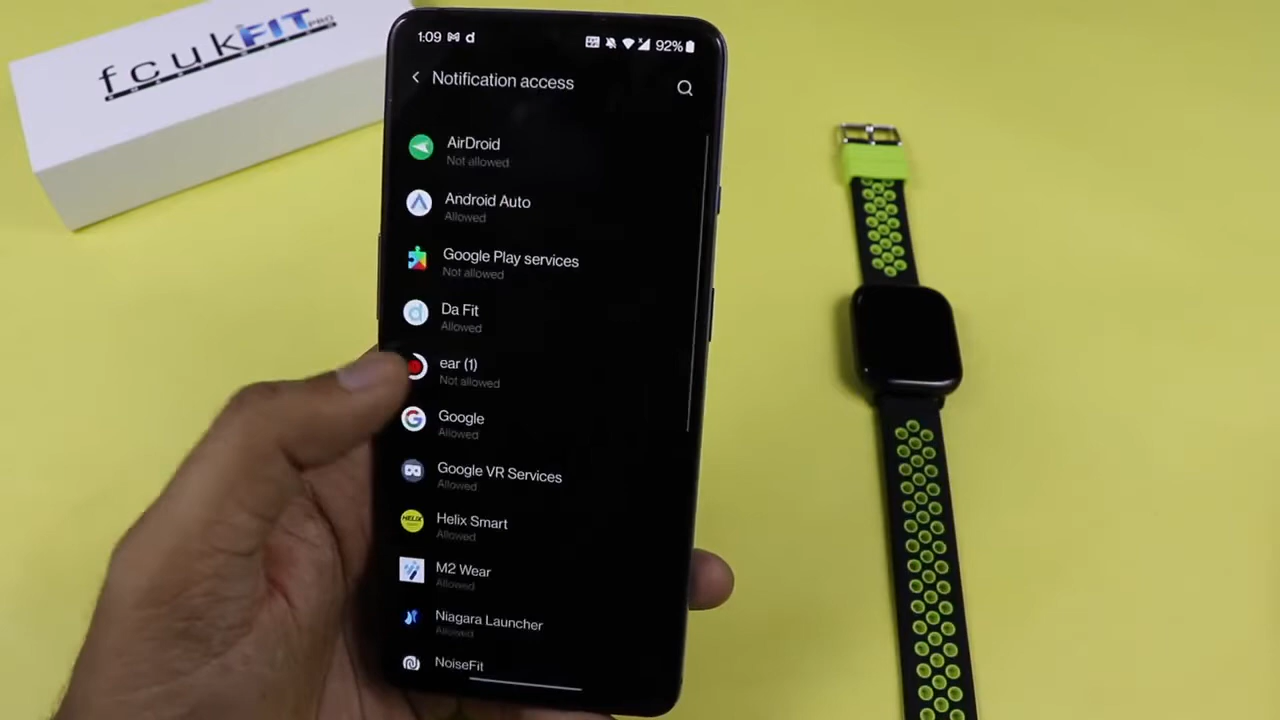 fcukFIT PRO
1:09 d 92%
Notification access
AirDroid
Not allowed
Android Auto
Allowed
Google Play services
Not allowed
Da Fit
Allowed
ear (1)
Not allowed
Google
Allowed
Google VR Services
Allowed
HELIX
Helix Smart
Allowed
M2 Wear
Allowed
Niagara Launcher
Allowed
NoiseFit